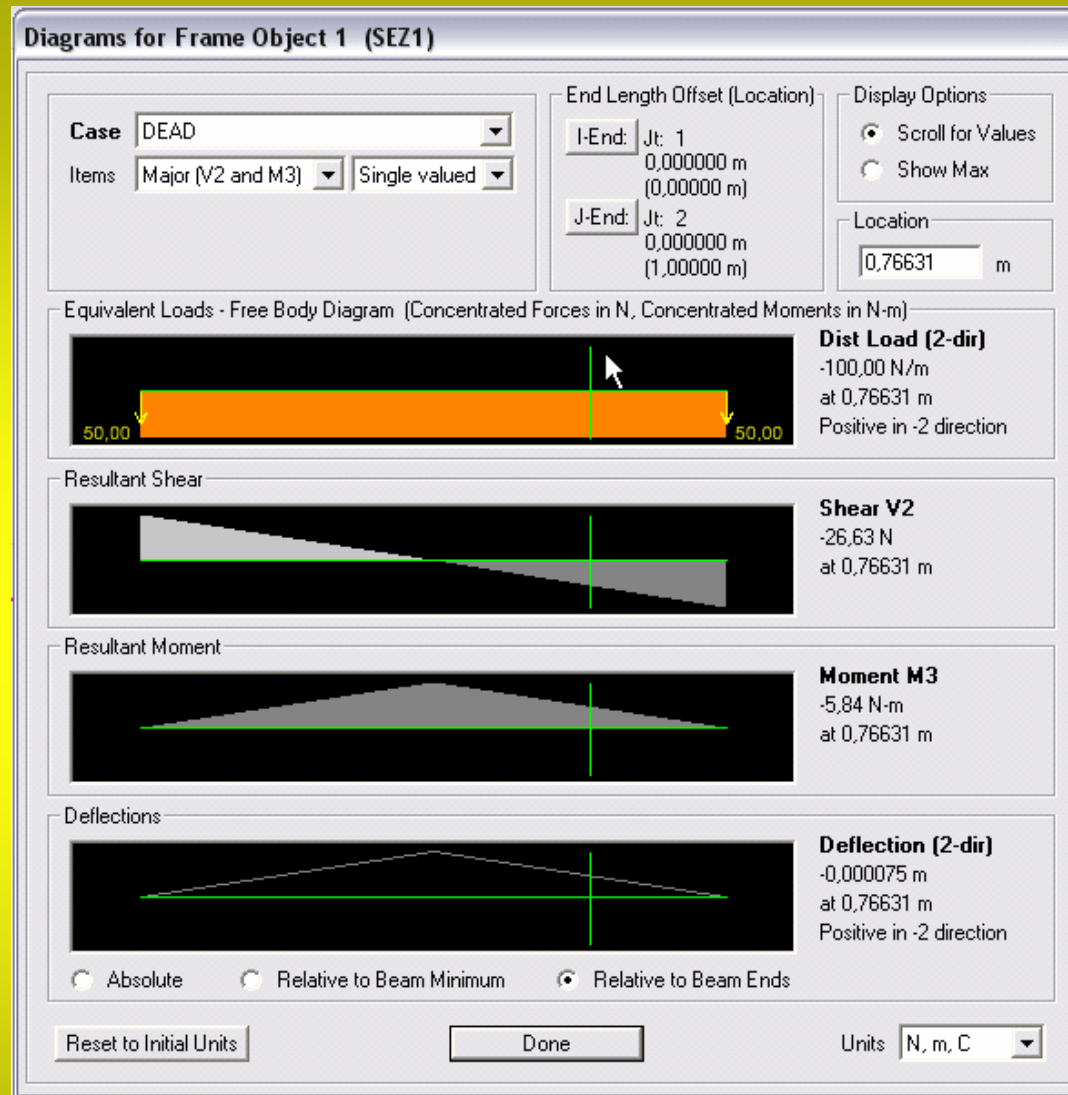 Diagrams for Frame Object 1 (SEZ1)
Case DEAD
Items Major (V2 and M3) Single valued
End Length Offset (Location)
I-End: Jt: 1
0,000000 m
(0,00000 m)
J-End: Jt: 2
0,000000 m
(1,00000 m)
Display Options
Scroll for Values
Show Max
Location
0,76631 m
Equivalent Loads - Free Body Diagram (Concentrated Forces in N, Concentrated Moments in N-m)
50,00
50,00
Dist Load (2-dir)
-100,00 N/m
at 0,76631 m
Positive in -2 direction
Resultant Shear
Shear V2
-26,63 N
at 0,76631 m
Resultant Moment
Moment M3
-5,84 N-m
at 0,76631 m
Deflections
Deflection (2-dir)
-0,000075 m
at 0,76631 m
Positive in -2 direction
Absolute Relative to Beam Minimum Relative to Beam Ends
Reset to Initial Units Done Units N, m, C